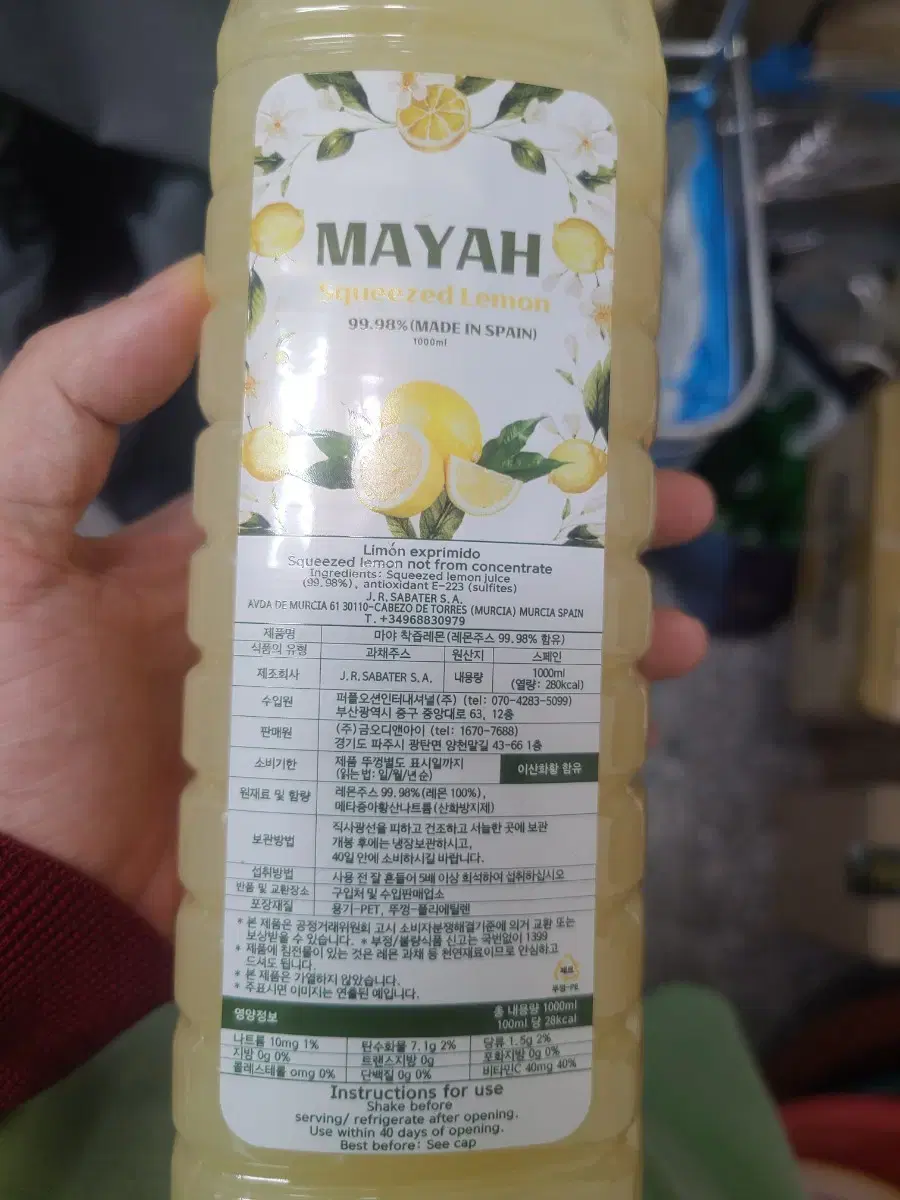 MAYAH
Squeezed Lemon
99.98%(MADE IN SPAIN)
1000ml
Limón exprimido
Squeezed lemon not from concentrate
Ingredients: Squeezed lemon juice
(99.98%), antioxidant E-223 (sulfites)
J.R.SABATER S.A.
AVDA DE MURCIA 61 30110-CABEZO DE TORRES (MURCIA) MURCIA SPAIN
T. +34968830979
제품명 마야 착즙레몬(레몬주스 99.98% 함유)
식품의 유형 과채주스 원산지 스페인
제조회사 J.R.SABATER S.A. 내용량 1000ml
(열량: 280kcal)
수입원 퍼플오션인터내셔널(주) (tel: 070-4283-5099)
부산광역시 중구 중앙대로 63, 12층
판매원 (주)금오디앤아이 (tel: 1670-7688)
경기도 파주시 광탄면 양천말길 43-66 1층
소비기한 제품 뚜껑별도 표시일까지
(읽는 법: 일/월/년 순) 이산화황 함유
원재료 및 함량 레몬주스 99.98%(레몬 100%),
메타중아황산나트륨(산화방지제)
보관방법 직사광선을 피하고 건조하고 서늘한 곳에 보관
개봉 후에는 냉장보관하시고,
40일 안에 소비하시길 바랍니다.
섭취방법 사용 전 잘 흔들어 5배 이상 희석하여 섭취하십시오
반품 및 교환장소 구입처 및 수입판매업소
포장재질 용기-PET, 뚜껑-폴리에틸렌
* 본 제품은 공정거래위원회 고시 소비자분쟁해결기준에 의거 교환 또는
보상받을 수 있습니다. * 부정/불량식품 신고는 국번없이 1399
* 제품에 침전물이 있는 것은 레몬 과채 등 천연재료이므로 안심하고
드셔도 됩니다.
* 본 제품은 가열하지 않았습니다.
* 주표시면 이미지는 연출된 예입니다.
뚜껑-PE
영양정보 총 내용량 1000ml
100ml 당 28kcal
나트륨 10mg 1% 탄수화물 7.1g 2% 당류 1.5g 2%
지방 0g 0% 트랜스지방 0g 포화지방 0g 0%
콜레스테롤 0mg 0% 단백질 0g 0% 비타민C 40mg 40%
Instructions for use
Shake before
serving/ refrigerate after opening.
Use within 40 days of opening.
Best before: See cap